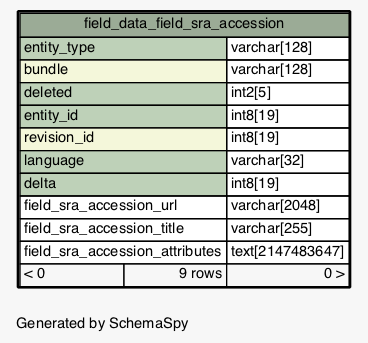 field_data_field_sra_accession
entity_type varchar[128]
bundle varchar[128]
deleted int2[5]
entity_id int8[19]
revision_id int8[19]
language varchar[32]
delta int8[19]
field_sra_accession_url varchar[2048]
field_sra_accession_title varchar[255]
field_sra_accession_attributes text[2147483647]
< 0 9 rows 0 >
Generated by SchemaSpy